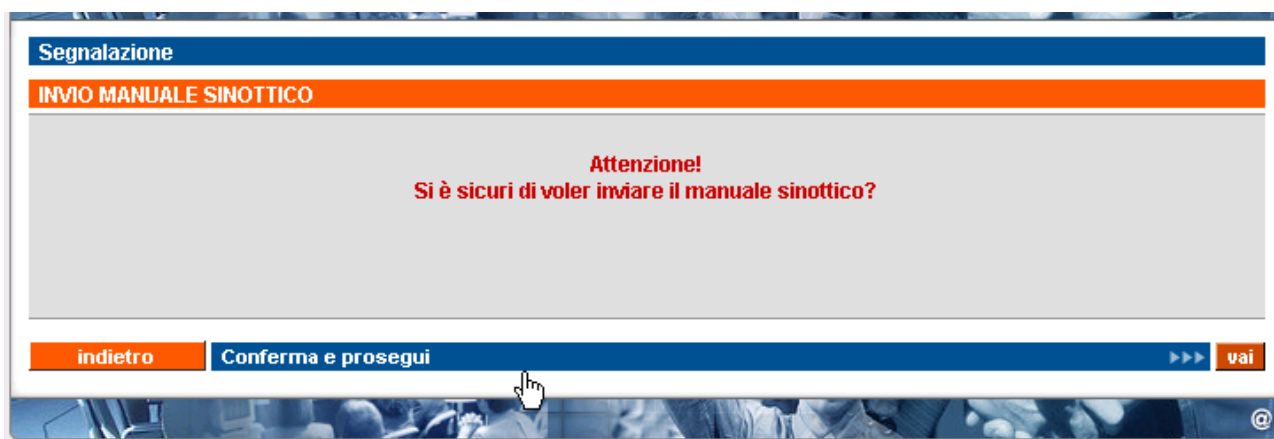 Segnalazione
INVIO MANUALE SINOTTICO
Attenzione!
Si è sicuri di voler inviare il manuale sinottico?
indietro Conferma e prosegui >>> vai
@